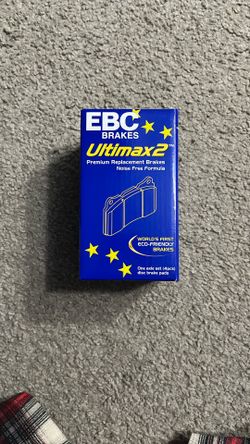 EBC
BRAKES
Ultimax2™
Premium Replacement Brakes
Noise Free Formula
WORLD'S FIRST
ECO-FRIENDLY
BRAKES
One axle set (4pcs)
disc brake pads